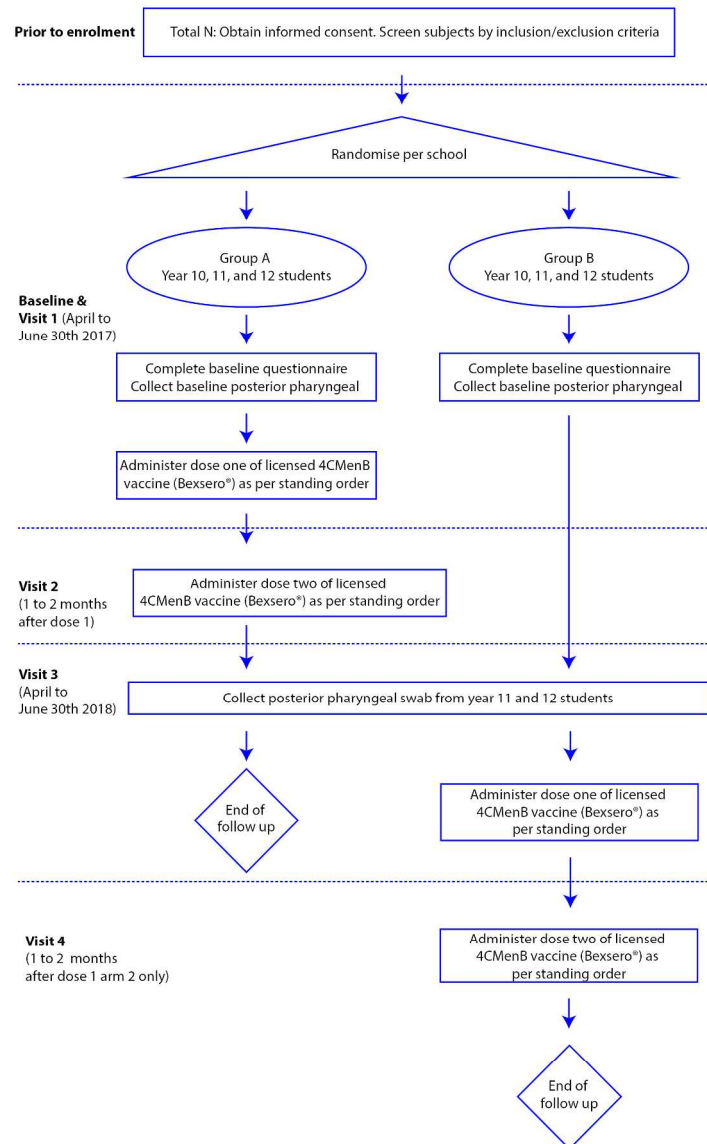 Prior to enrolment
Total N: Obtain informed consent. Screen subjects by inclusion/exclusion criteria
Randomise per school
Group A
Year 10, 11, and 12 students
Group B
Year 10, 11, and 12 students
Baseline &
Visit 1 (April to
June 30th 2017)
Complete baseline questionnaire
Collect baseline posterior pharyngeal
Complete baseline questionnaire
Collect baseline posterior pharyngeal
Administer dose one of licensed 4CMenB
vaccine (Bexsero®) as per standing order
Visit 2
(1 to 2 months
after dose 1)
Administer dose two of licensed
4CMenB vaccine (Bexsero®) as per standing order
Visit 3
(April to
June 30th 2018)
Collect posterior pharyngeal swab from year 11 and 12 students
End of
follow up
Administer dose one of licensed
4CMenB vaccine (Bexsero®) as
per standing order
Visit 4
(1 to 2 months
after dose 1 arm 2 only)
Administer dose two of licensed
4CMenB vaccine (Bexsero®) as
per standing order
End of
follow up